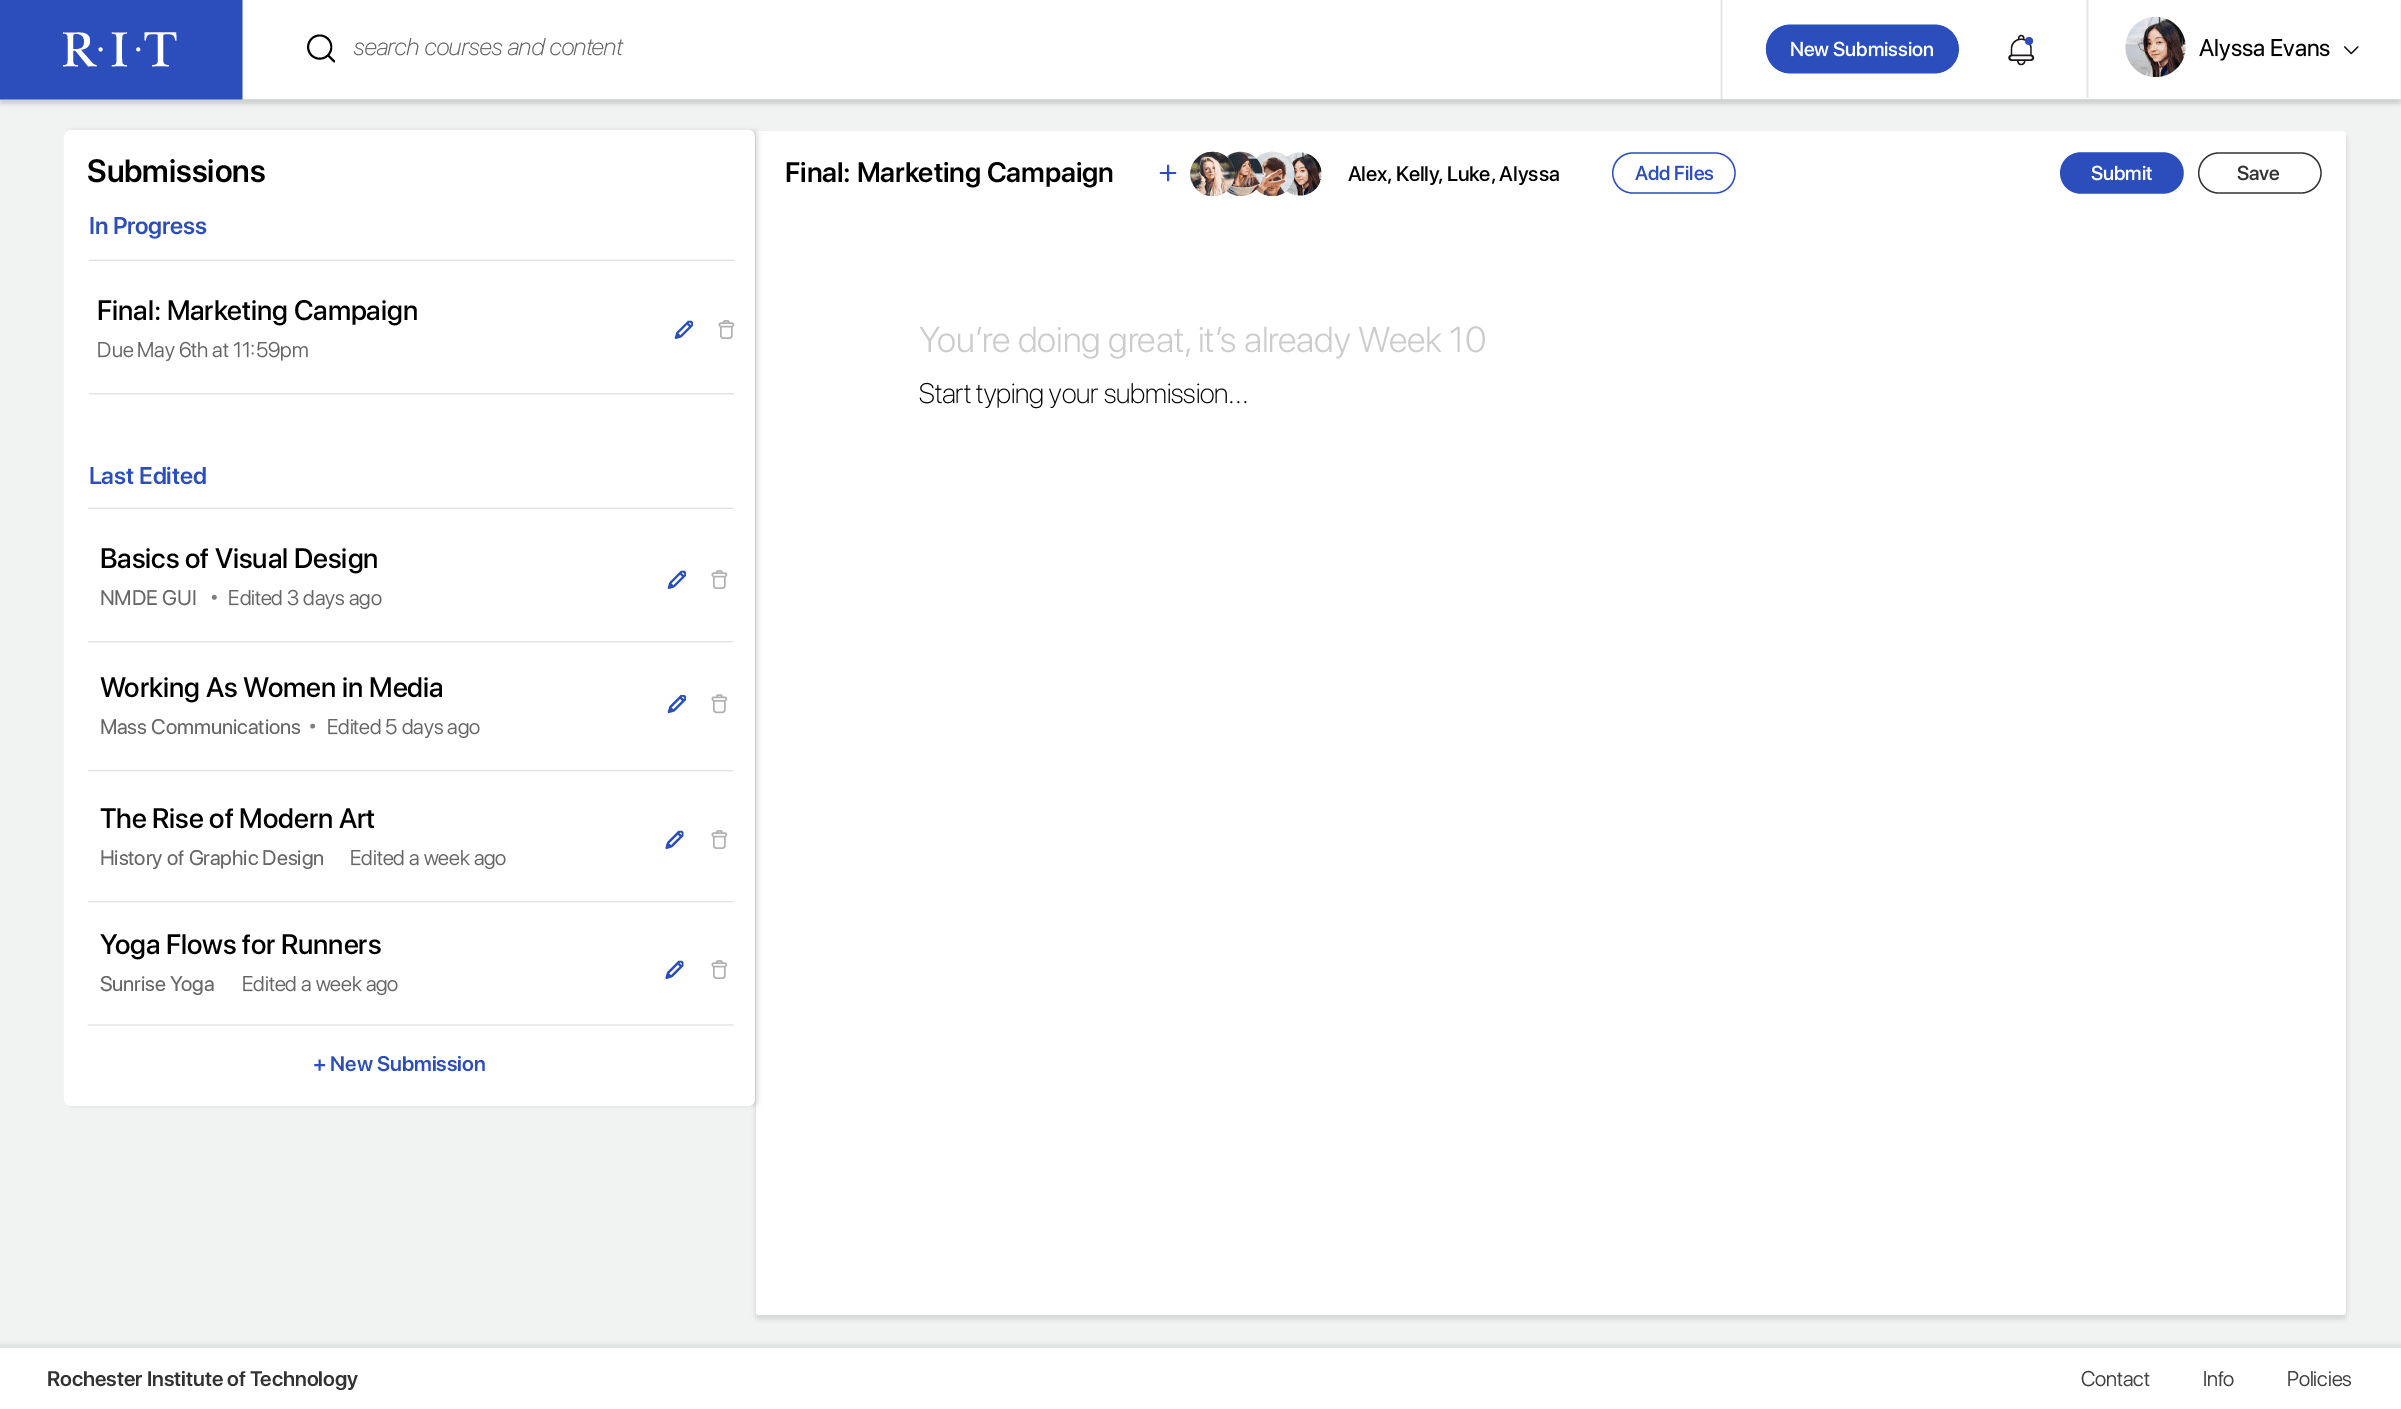 R·I·T
search courses and content
New Submission
Alyssa Evans
Submissions
In Progress
Final: Marketing Campaign
Due May 6th at 11:59pm
Last Edited
Basics of Visual Design
NMDE GUI • Edited 3 days ago
Working As Women in Media
Mass Communications • Edited 5 days ago
The Rise of Modern Art
History of Graphic Design Edited a week ago
Yoga Flows for Runners
Sunrise Yoga Edited a week ago
+ New Submission
Final: Marketing Campaign
+
Alex, Kelly, Luke, Alyssa
Add Files
Submit
Save
You’re doing great, it’s already Week 10
Start typing your submission...
Rochester Institute of Technology
Contact
Info
Policies